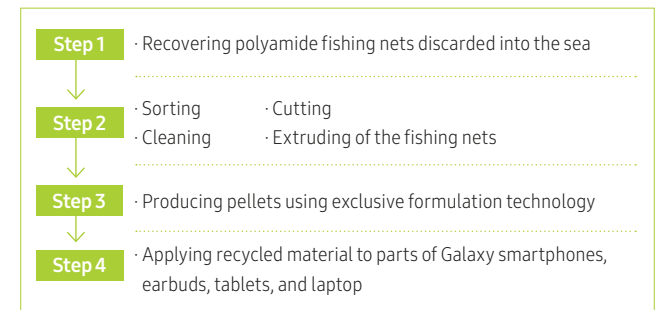 Step 1
· Recovering polyamide fishing nets discarded into the sea
Step 2
· Sorting · Cutting
· Cleaning · Extruding of the fishing nets
Step 3
· Producing pellets using exclusive formulation technology
Step 4
· Applying recycled material to parts of Galaxy smartphones,
earbuds, tablets, and laptop